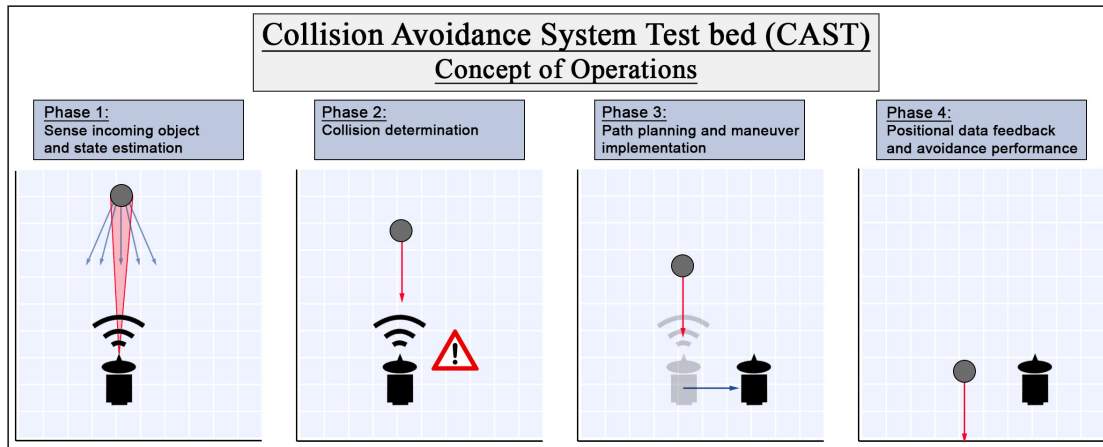 Collision Avoidance System Test bed (CAST)
Concept of Operations
Phase 1:
Sense incoming object
and state estimation
Phase 2:
Collision determination
Phase 3:
Path planning and maneuver
implementation
Phase 4:
Positional data feedback
and avoidance performance
!